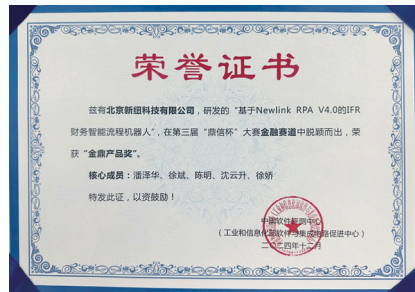 荣誉证书
兹有北京新纽科技有限公司，研发的“基于Newlink RPA V4.0的IFR
财务智能流程机器人”，在第三届“鼎信杯”大赛金融赛道中脱颖而出，荣
获“金鼎产品奖”。
核心成员：潘泽华、徐斌、陈明、沈云升、徐娇
特发此证，以资鼓励！
中国软件评测中心
（工业和信息化部软件与集成电路促进中心）
二〇二四年十二月